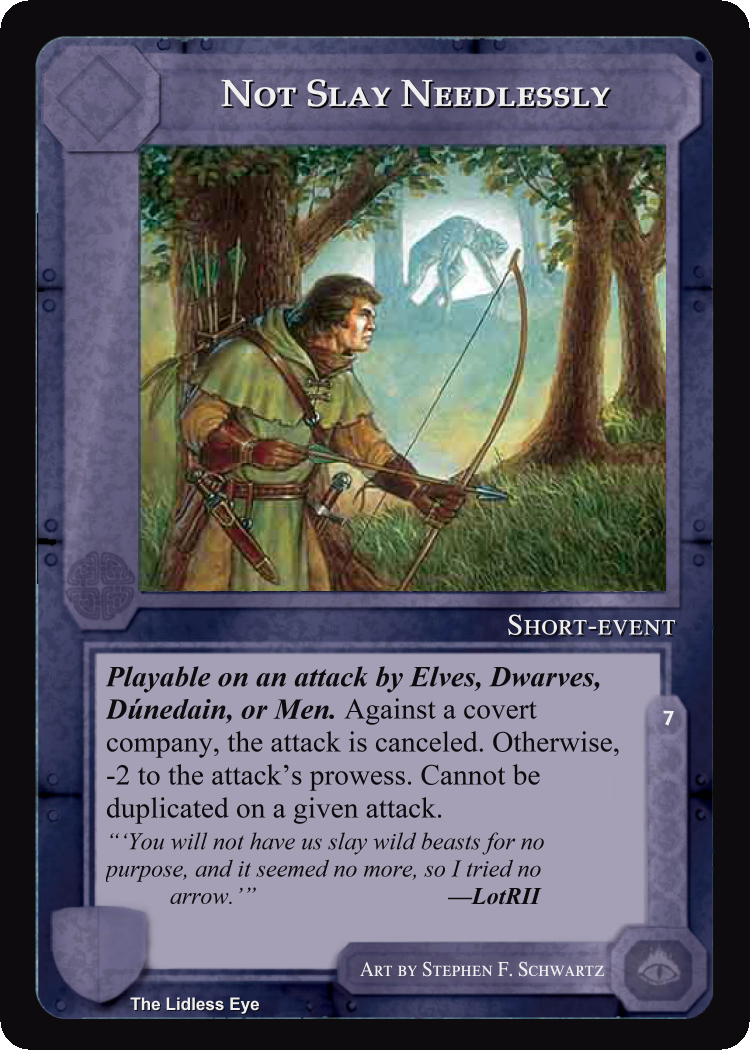 Not Slay Needlessly
Short-event
Playable on an attack by Elves, Dwarves,
Dúnedain, or Men. Against a covert
company, the attack is canceled. Otherwise,
-2 to the attack's prowess. Cannot be
duplicated on a given attack.
"'You will not have us slay wild beasts for no
purpose, and it seemed no more, so I tried no
arrow.'" —LotRII
7
Art by Stephen F. Schwartz
The Lidless Eye